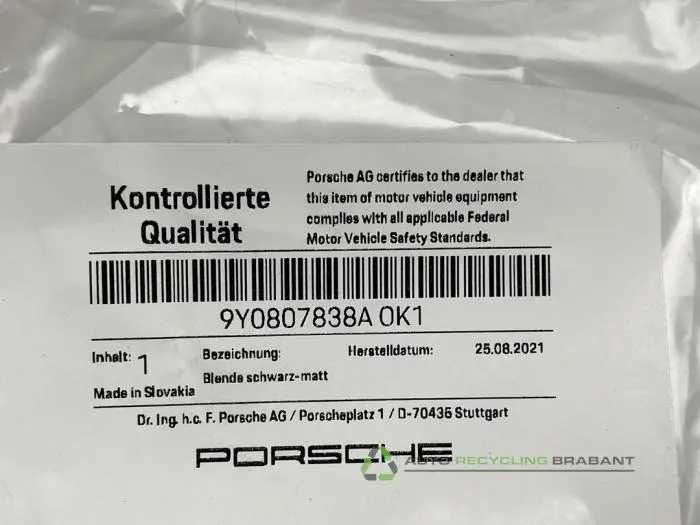 Kontrollierte
Qualität
Porsche AG certifies to the dealer that
this item of motor vehicle equipment
complies with all applicable Federal
Motor Vehicle Safety Standards.
9Y0807838A 0K1
Inhalt: 1
Bezeichnung:
Herstelldatum: 25.08.2021
Blende schwarz-matt
Made in Slovakia
Dr. Ing. h.c. F. Porsche AG / Porscheplatz 1 / D-70435 Stuttgart
PORSCHE
AUTO RECYCLING BRABANT